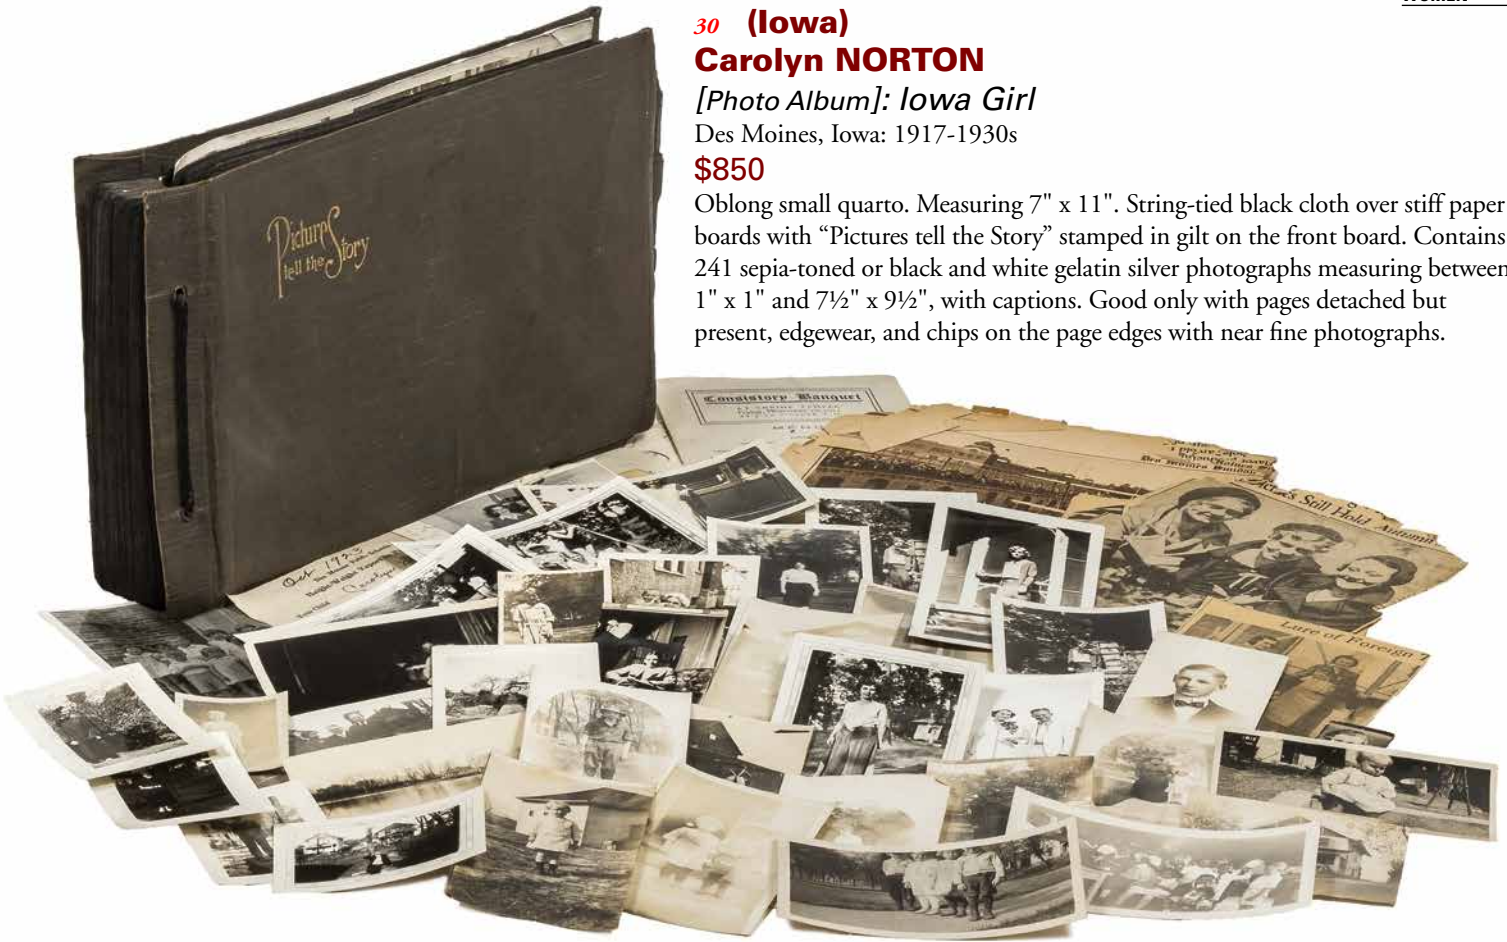 WOMEN
30 (Iowa)
Carolyn NORTON
[Photo Album]: Iowa Girl
Des Moines, Iowa: 1917-1930s
$850
Oblong small quarto. Measuring 7" x 11". String-tied black cloth over stiff paper
boards with “Pictures tell the Story” stamped in gilt on the front board. Contains
241 sepia-toned or black and white gelatin silver photographs measuring between
1" x 1" and 7½" x 9½", with captions. Good only with pages detached but
present, edgewear, and chips on the page edges with near fine photographs.
Pictures
tell the Story
Consistory Banquet
Oct 1923
Still Hold
Lure of Foreign